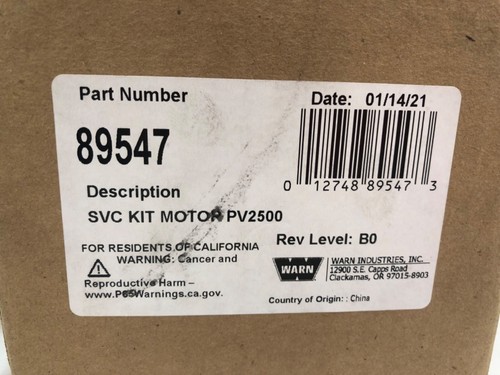 Part Number
Date: 01/14/21
89547
0 12748 89547 3
Description
SVC KIT MOTOR PV2500
FOR RESIDENTS OF CALIFORNIA
WARNING: Cancer and
Reproductive Harm –
www.P65Warnings.ca.gov.
Rev Level: B0
WARN
WARN INDUSTRIES, INC.
12900 S.E. Capps Road
Clackamas, OR 97015-8903
Country of Origin: : China